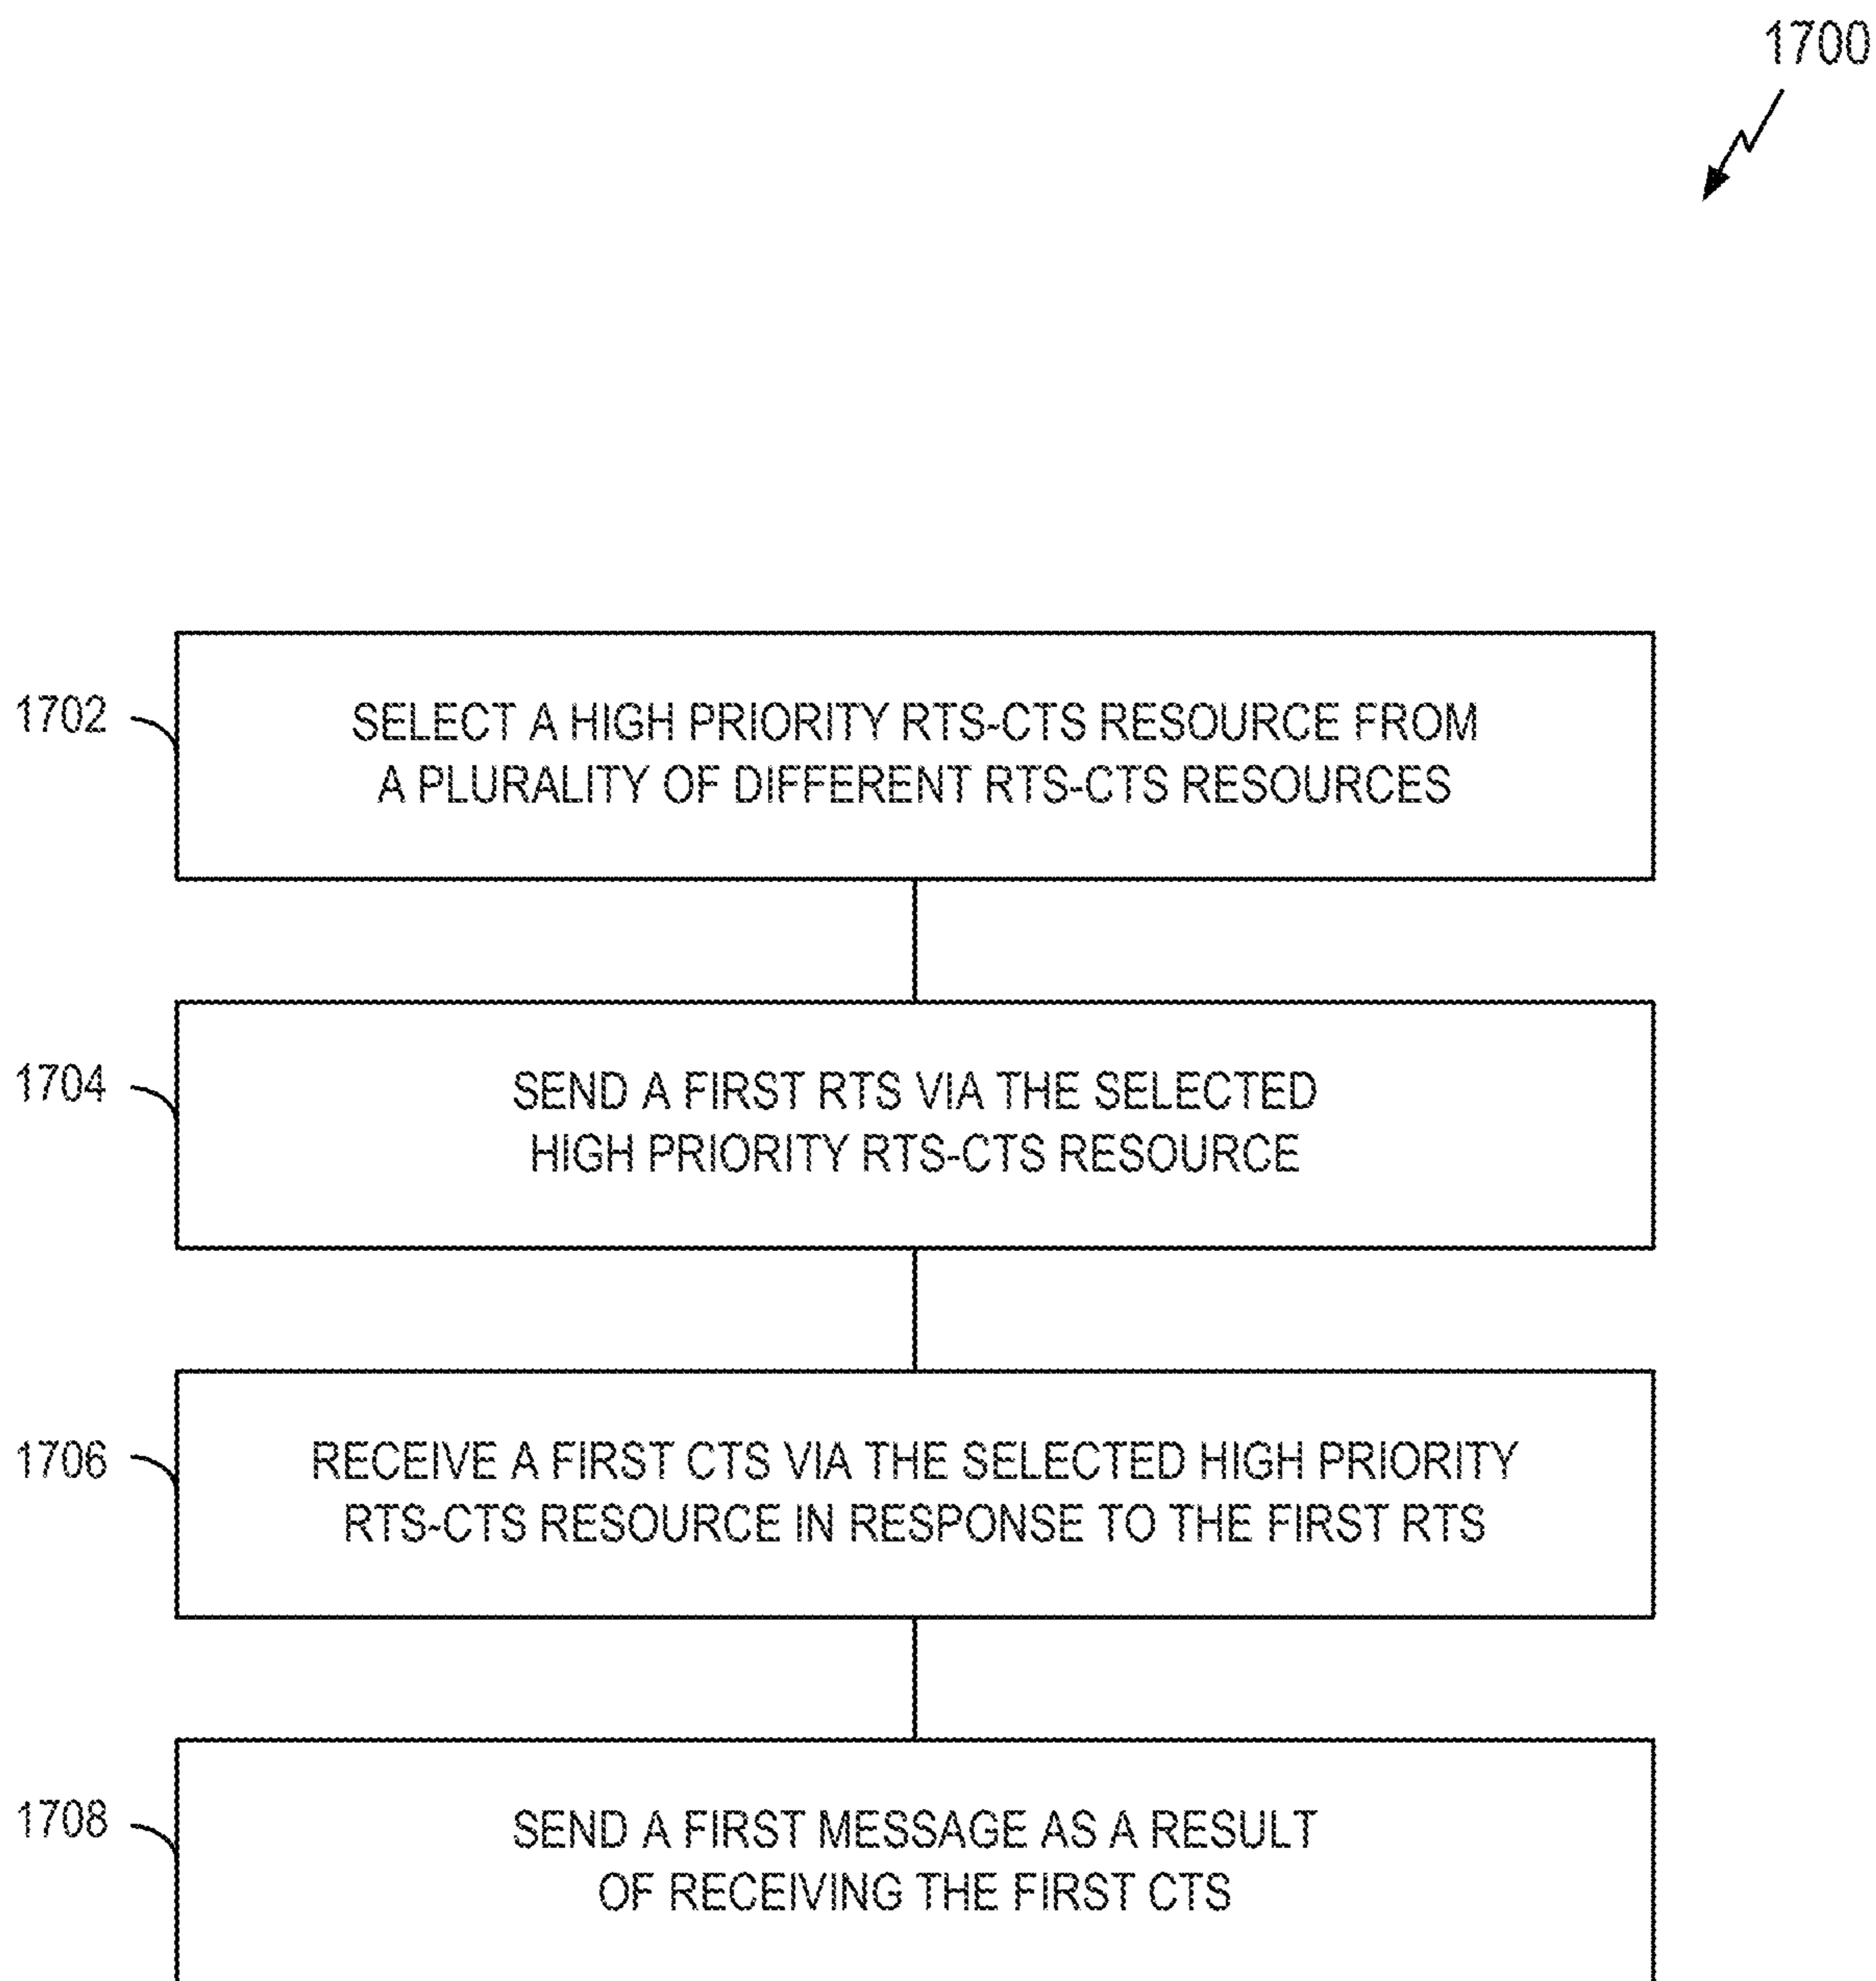 1700
1702
SELECT A HIGH PRIORITY RTS-CTS RESOURCE FROM
A PLURALITY OF DIFFERENT RTS-CTS RESOURCES
1704
SEND A FIRST RTS VIA THE SELECTED
HIGH PRIORITY RTS-CTS RESOURCE
1706
RECEIVE A FIRST CTS VIA THE SELECTED HIGH PRIORITY
RTS-CTS RESOURCE IN RESPONSE TO THE FIRST RTS
1708
SEND A FIRST MESSAGE AS A RESULT
OF RECEIVING THE FIRST CTS